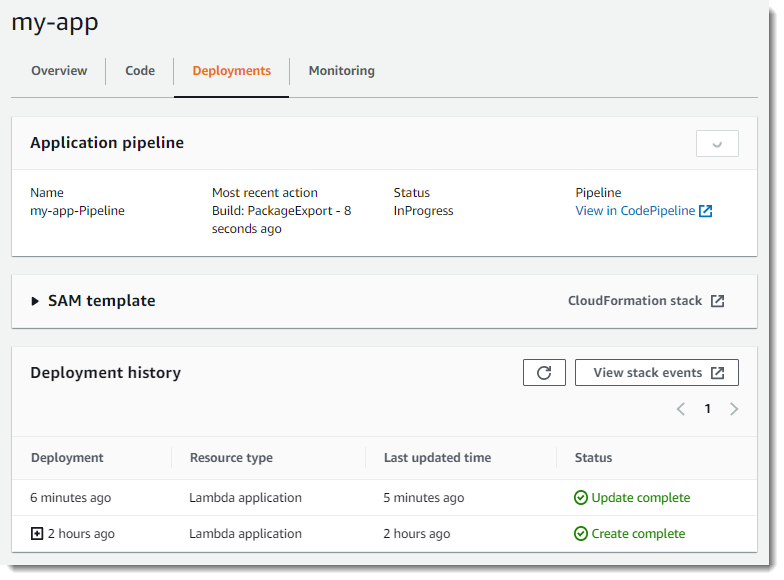 my-app
Overview Code Deployments Monitoring
Application pipeline
Name Most recent action Status Pipeline
my-app-Pipeline Build: PackageExport - 8 InProgress View in CodePipeline
seconds ago
SAM template CloudFormation stack
Deployment history View stack events
1
Deployment Resource type Last updated time Status
6 minutes ago Lambda application 5 minutes ago Update complete
2 hours ago Lambda application 2 hours ago Create complete